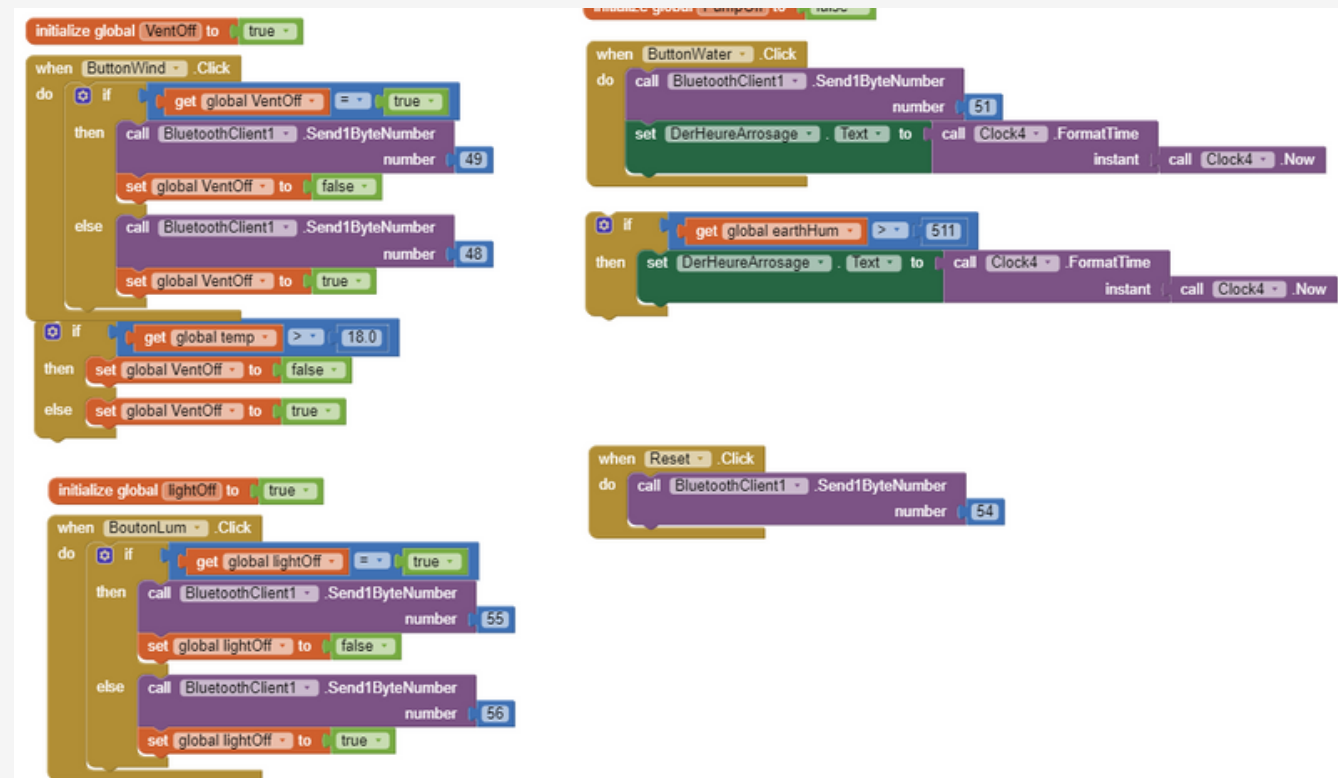 initialize global VentOff to true
when ButtonWind .Click
do if get global VentOff = true
then call BluetoothClient1 .Send1ByteNumber
number 49
set global VentOff to false
else call BluetoothClient1 .Send1ByteNumber
number 48
set global VentOff to true
if get global temp > 18.0
then set global VentOff to false
else set global VentOff to true
initialize global lightOff to true
when BoutonLum .Click
do if get global lightOff = true
then call BluetoothClient1 .Send1ByteNumber
number 55
set global lightOff to false
else call BluetoothClient1 .Send1ByteNumber
number 56
set global lightOff to true
initialize global PumpOff to false
when ButtonWater .Click
do call BluetoothClient1 .Send1ByteNumber
number 51
set DerHeureArrosage . Text to call Clock4 .FormatTime
instant call Clock4 .Now
if get global earthHum > 511
then set DerHeureArrosage . Text to call Clock4 .FormatTime
instant call Clock4 .Now
when Reset .Click
do call BluetoothClient1 .Send1ByteNumber
number 54